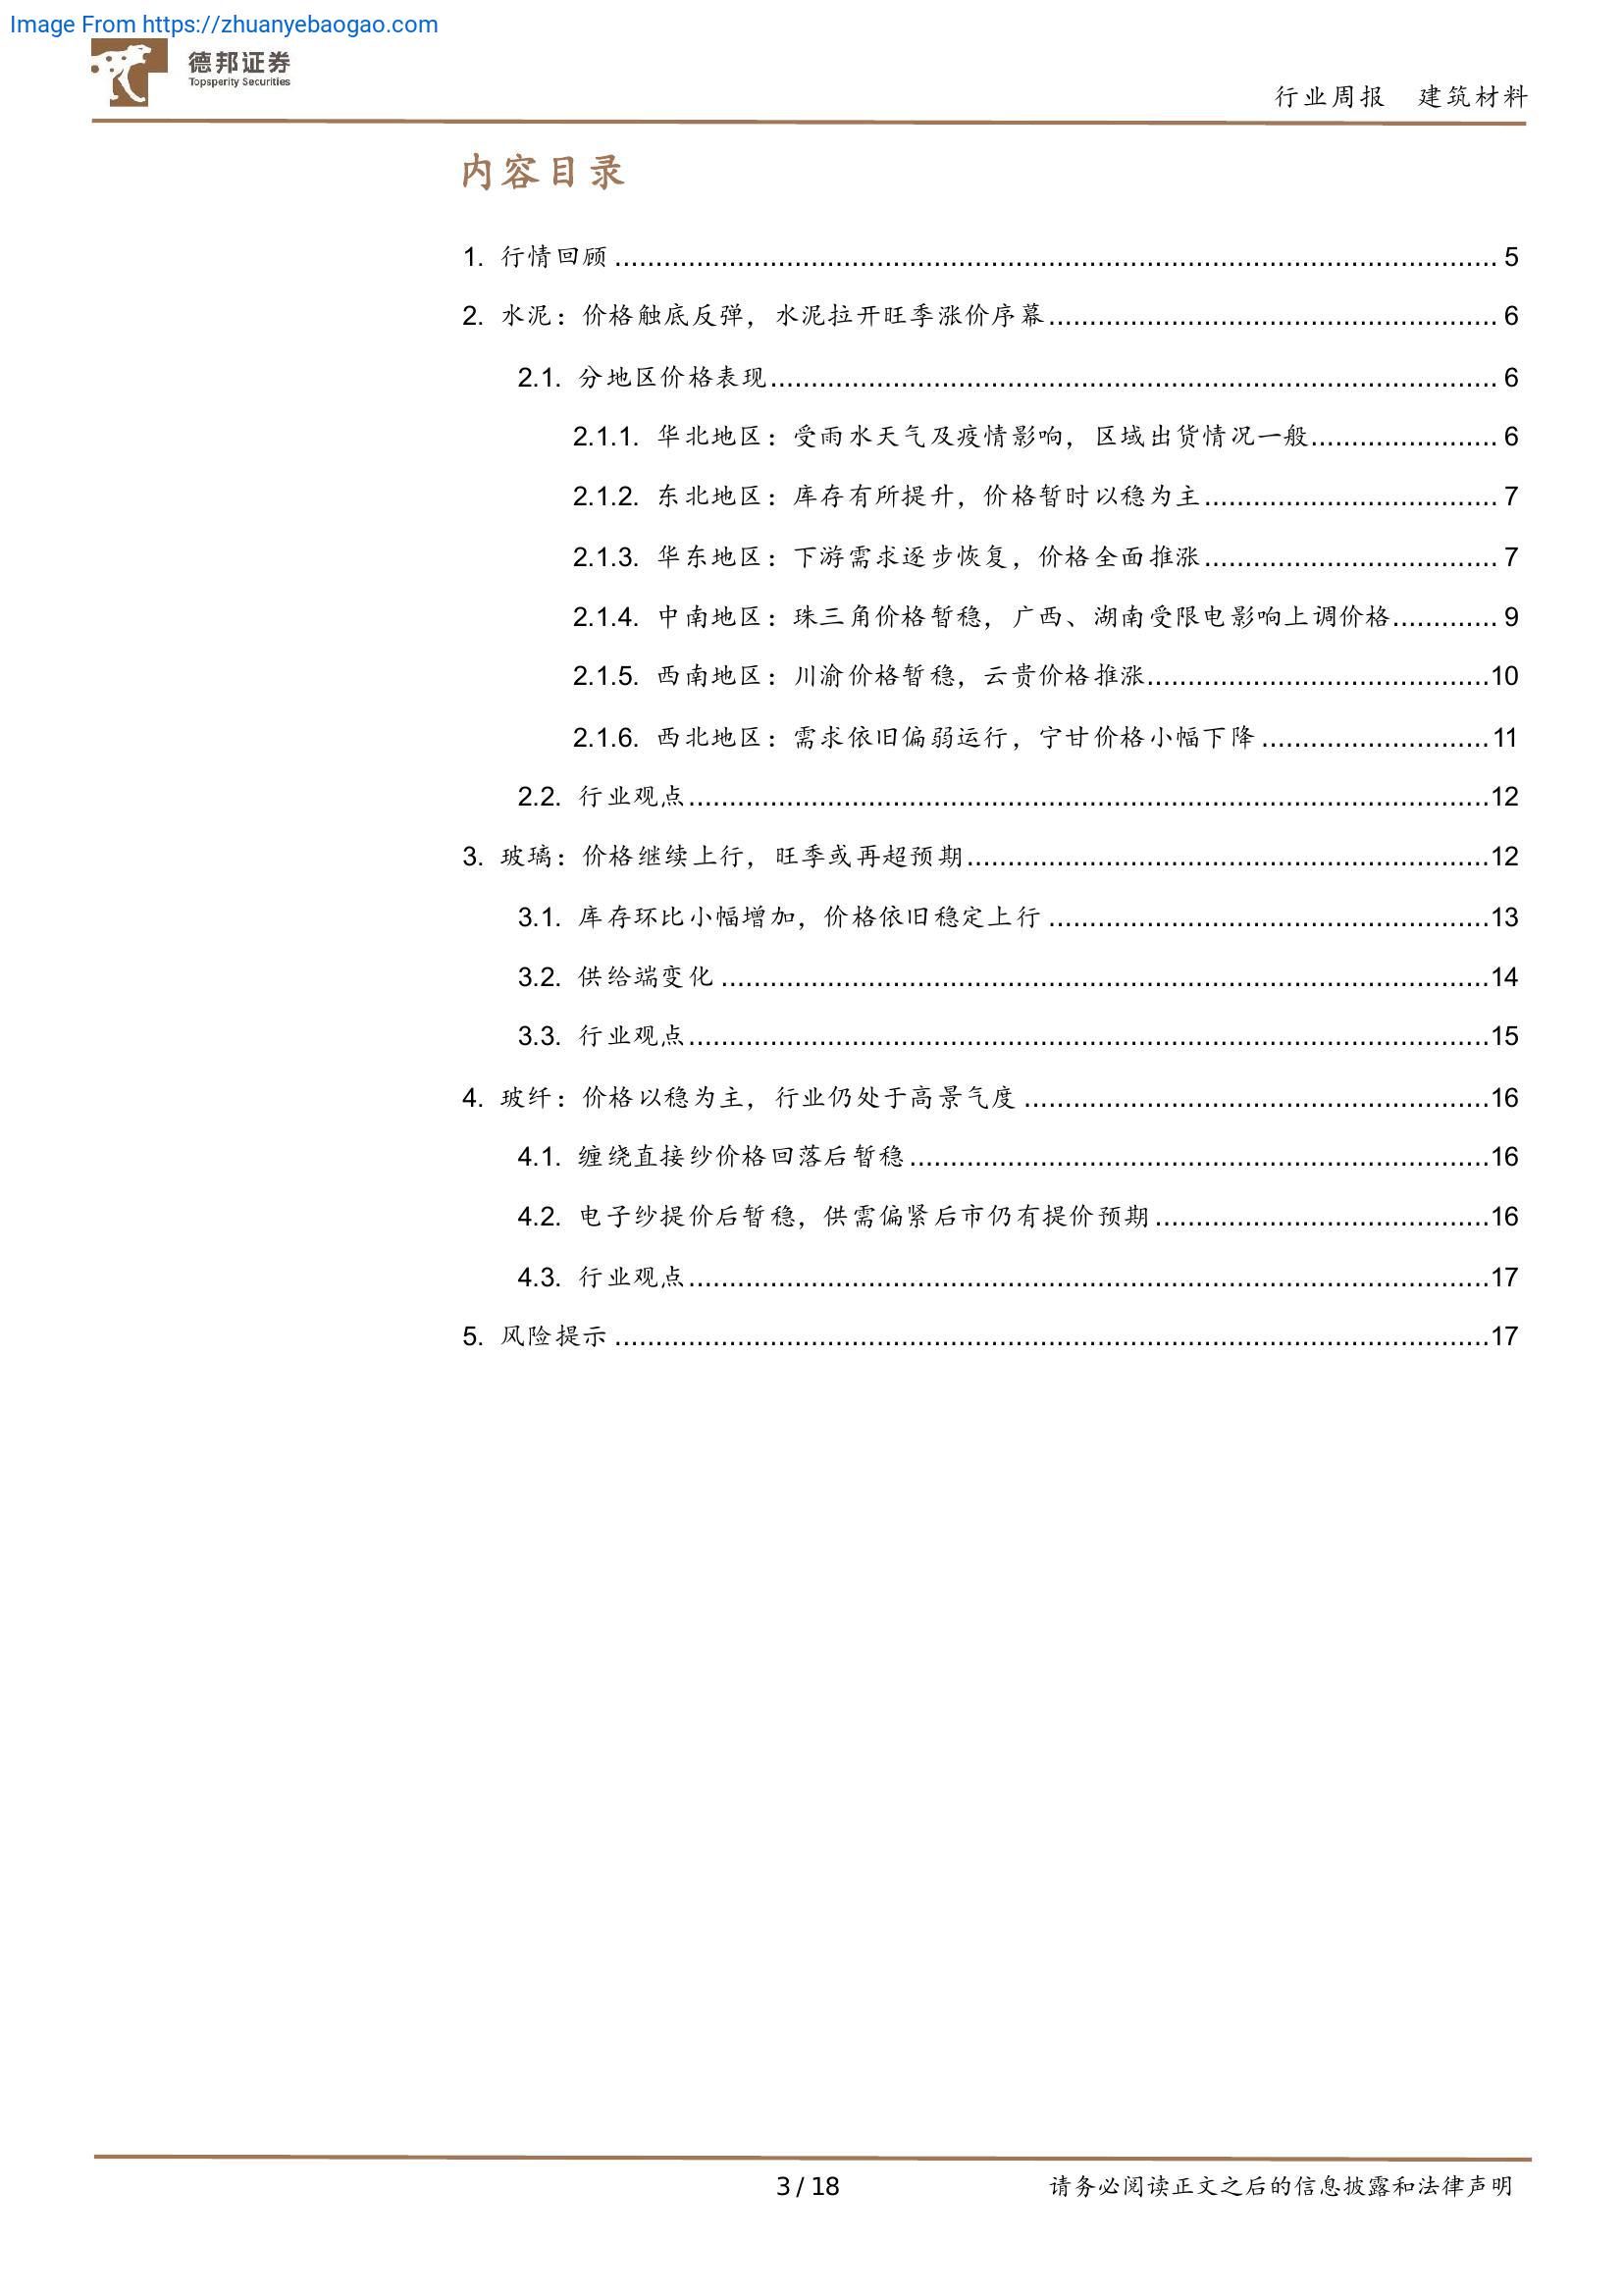 Image From https://zhuanyebaogao.com
德邦证券
Topsperity Securities
行业周报 建筑材料
内容目录
1. 行情回顾 ........................................................................................................ 5
2. 水泥：价格触底反弹，水泥拉开旺季涨价序幕 ....................................................... 6
2.1. 分地区价格表现 ......................................................................................... 6
2.1.1. 华北地区：受雨水天气及疫情影响，区域出货情况一般 ....................... 6
2.1.2. 东北地区：库存有所提升，价格暂时以稳为主 .................................... 7
2.1.3. 华东地区：下游需求逐步恢复，价格全面推涨 .................................... 7
2.1.4. 中南地区：珠三角价格暂稳，广西、湖南受限电影响上调价格 ............. 9
2.1.5. 西南地区：川渝价格暂稳，云贵价格推涨 .......................................... 10
2.1.6. 西北地区：需求依旧偏弱运行，宁甘价格小幅下降 ............................ 11
2.2. 行业观点 .................................................................................................. 12
3. 玻璃：价格继续上行，旺季或再超预期 ................................................................ 12
3.1. 库存环比小幅增加，价格依旧稳定上行 ...................................................... 13
3.2. 供给端变化 .............................................................................................. 14
3.3. 行业观点 .................................................................................................. 15
4. 玻纤：价格以稳为主，行业仍处于高景气度 ......................................................... 16
4.1. 缠绕直接纱价格回落后暂稳 ....................................................................... 16
4.2. 电子纱提价后暂稳，供需偏紧后市仍有提价预期 ......................................... 16
4.3. 行业观点 .................................................................................................. 17
5. 风险提示 ........................................................................................................ 17
3 / 18 请务必阅读正文之后的信息披露和法律声明